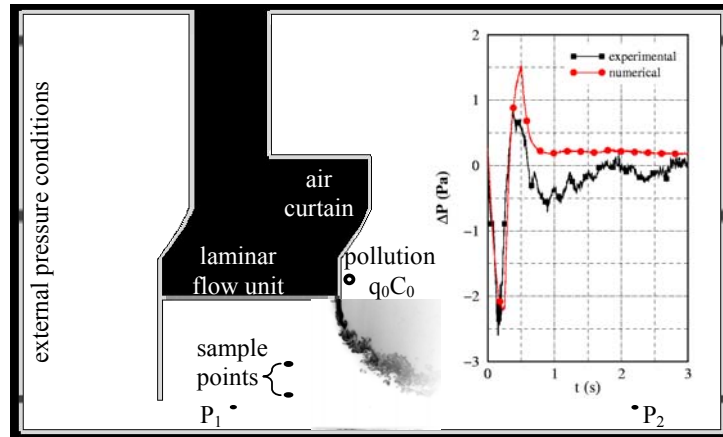 external pressure conditions
air
curtain
laminar
flow unit
pollution
q₀C₀
sample
points
P₁
P₂
experimental
numerical
ΔP (Pa)
1
0
−1
−2
−3
0
1
2
3
t (s)